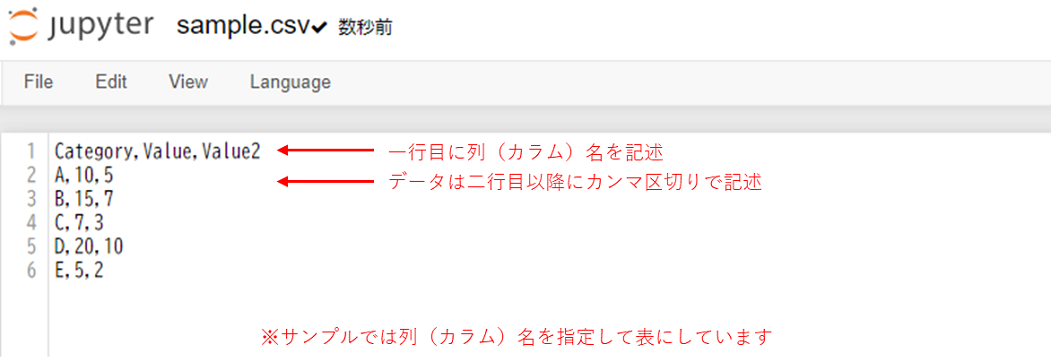 jupyter sample.csv✔ 数秒前
File Edit View Language
1 Category,Value,Value2 一行目に列（カラム）名を記述
2 A,10,5 データは二行目以降にカンマ区切りで記述
3 B,15,7
4 C,7,3
5 D,20,10
6 E,5,2
※サンプルでは列（カラム）名を指定して表にしています